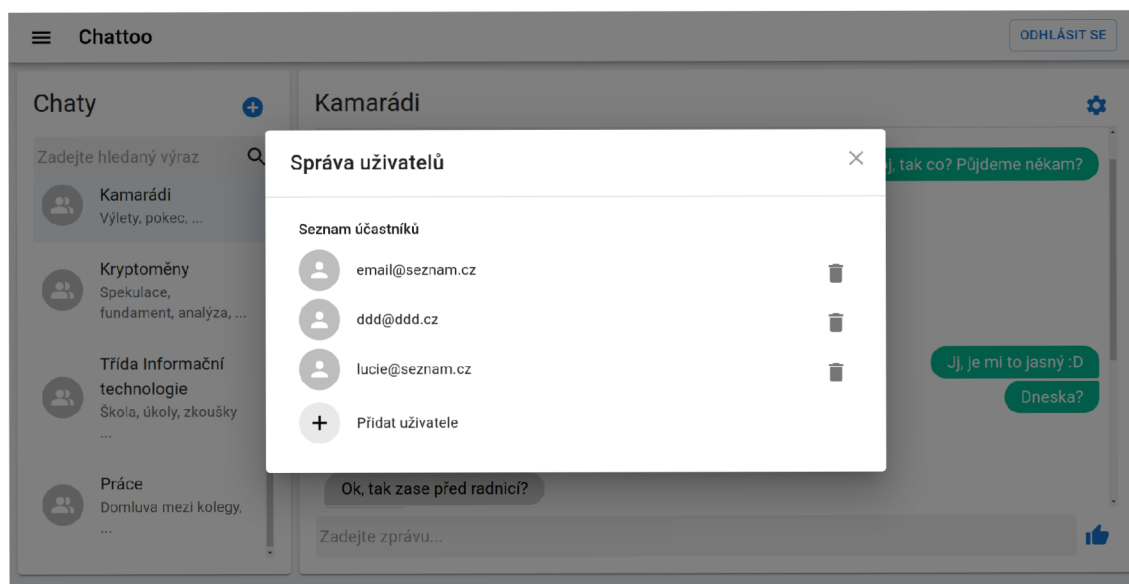 Chattoo
ODHLÁSIT SE
Chaty
Zadejte hledaný výraz
Kamarádi
Výlety, pokec, ...
Kryptoměny
Spekulace,
fundament, analýza, ...
Třída Informační
technologie
Škola, úkoly, zkoušky
...
Práce
Domluva mezi kolegy,
...
Kamarádi
, tak co? Půjdeme někam?
Jj, je mi to jasný :D
Dneska?
Ok, tak zase před radnicí?
Zadejte zprávu...
Správa uživatelů
Seznam účastníků
email@seznam.cz
ddd@ddd.cz
lucie@seznam.cz
Přidat uživatele